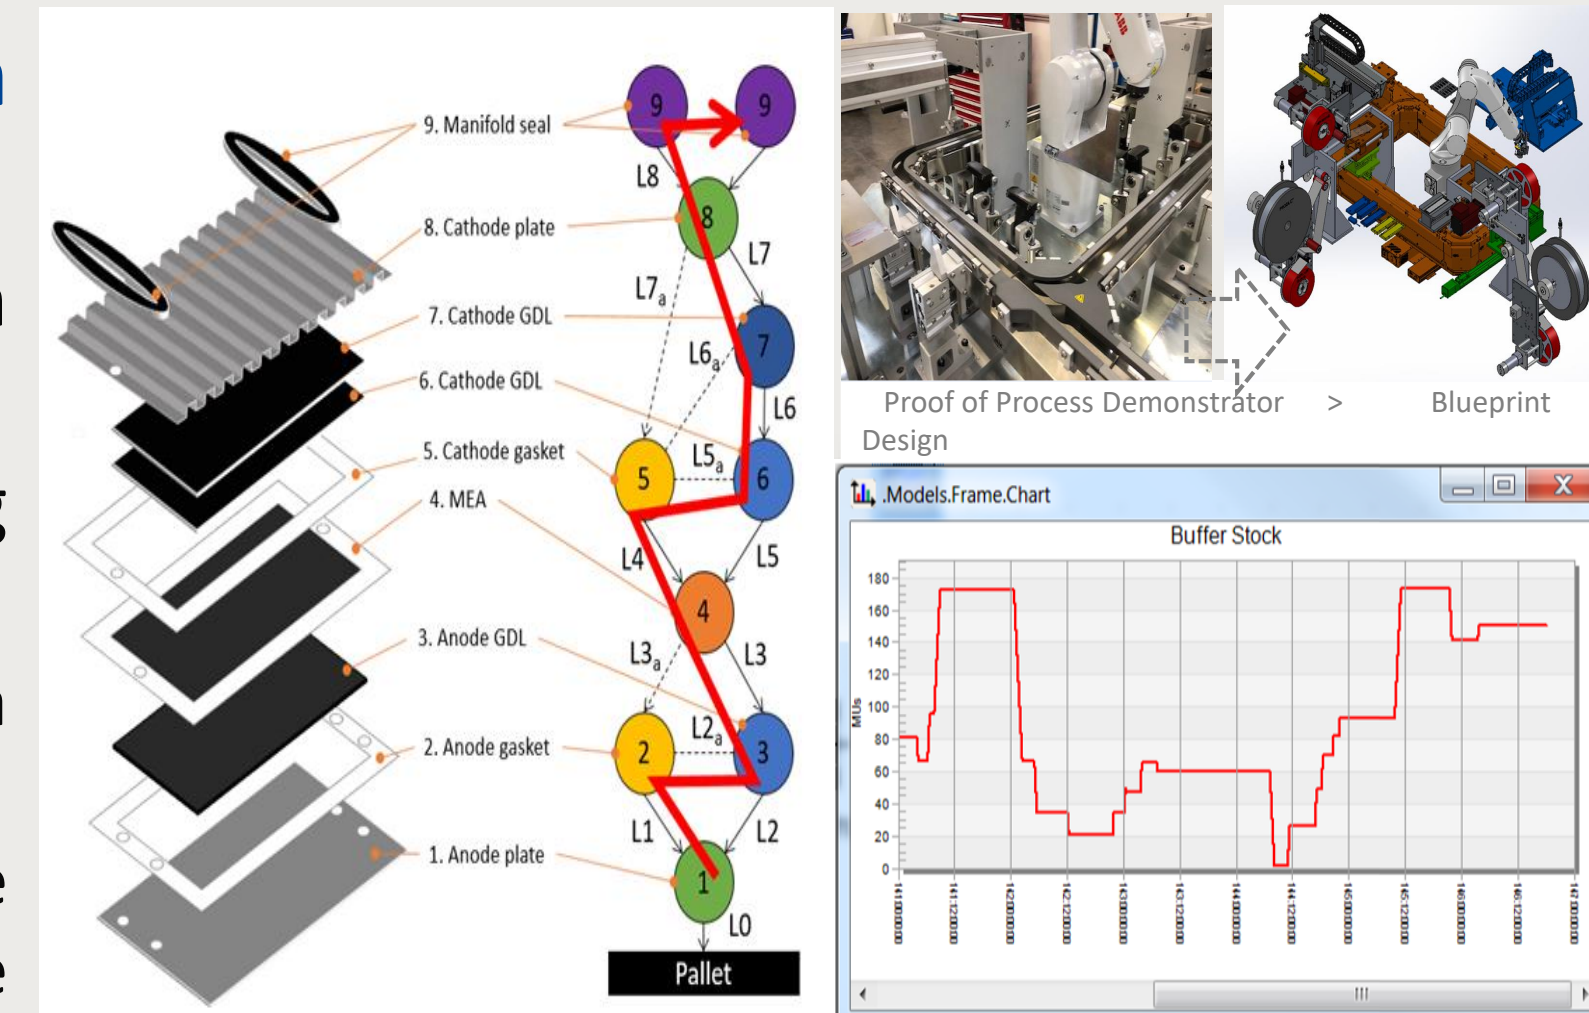 9. Manifold seal
8. Cathode plate
7. Cathode GDL
6. Cathode GDL
5. Cathode gasket
4. MEA
3. Anode GDL
2. Anode gasket
1. Anode plate
9 9
L8
8
L7
L7a
7
L6a
L6
5 L5a 6
L4 L5
4
L3a L3
2 L2a 3
L1 L2
1
L0
Pallet
ABB
Proof of Process Demonstrator > Blueprint
Design
.Models.Frame.Chart
Buffer Stock
MUs
180
160
140
120
100
80
60
40
20
0
n
n
g
n
e
e